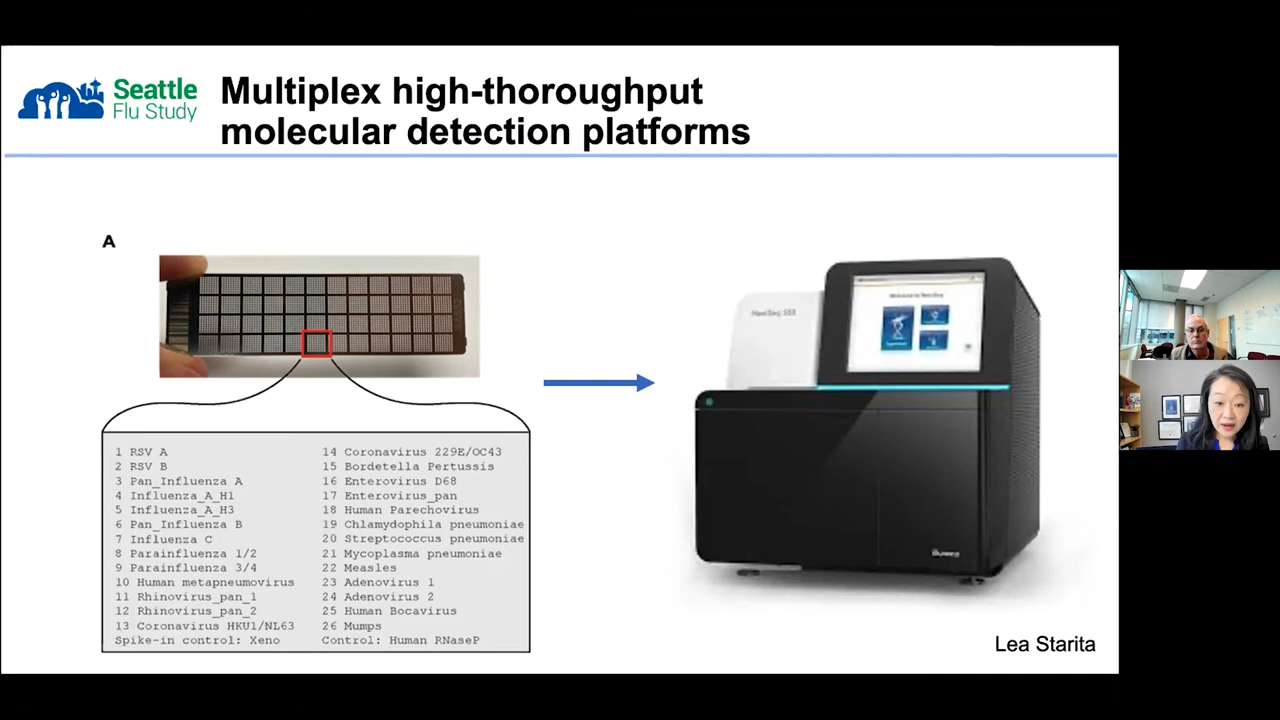 Seattle
Flu Study
Multiplex high-thoroughput
molecular detection platforms
A
1 RSV A
2 RSV B
3 Pan_Influenza A
4 Influenza_A_H1
5 Influenza_A_H3
6 Pan_Influenza B
7 Influenza C
8 Parainfluenza 1/2
9 Parainfluenza 3/4
10 Human metapneumovirus
11 Rhinovirus_pan_1
12 Rhinovirus_pan_2
13 Coronavirus HKU1/NL63
Spike-in control: Xeno
14 Coronavirus 229E/OC43
15 Bordetella Pertussis
16 Enterovirus D68
17 Enterovirus_pan
18 Human Parechovirus
19 Chlamydophila pneumoniae
20 Streptococcus pneumoniae
21 Mycoplasma pneumoniae
22 Measles
23 Adenovirus 1
24 Adenovirus 2
25 Human Bocavirus
26 Mumps
Control: Human RNaseP
Welcome to NextSeq
Lea Starita